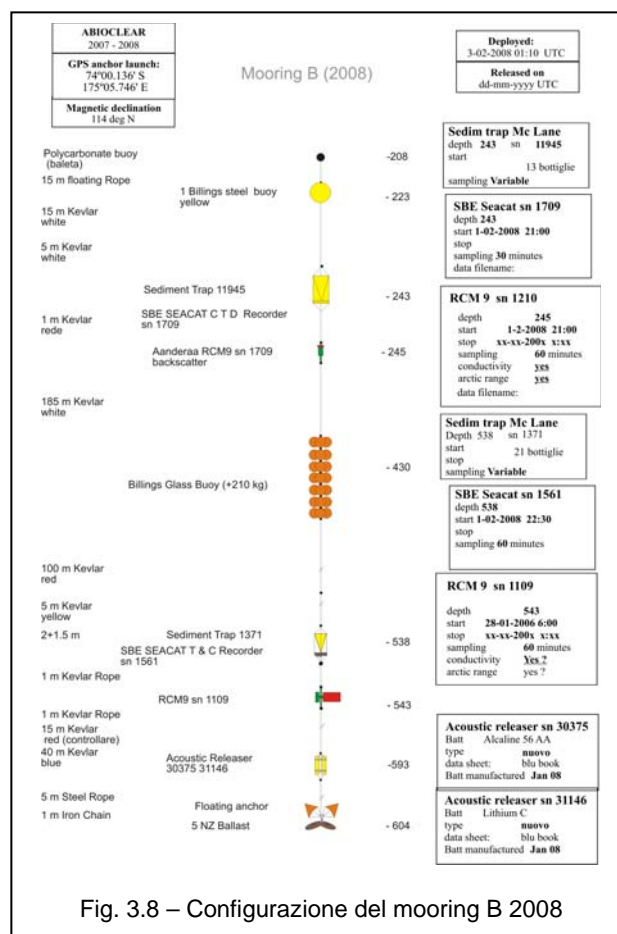 ABIOCLEAR
2007 - 2008
GPS anchor launch:
74º00.136' S
175º05.746' E
Magnetic declination
114 deg N
Mooring B (2008)
Deployed:
3-02-2008 01:10 UTC
Released on
dd-mm-yyyy UTC
Polycarbonate buoy
(baleta)
-208
15 m floating Rope
1 Billings steel buoy
yellow
- 223
15 m Kevlar
white
5 m Kevlar
white
Sediment Trap 11945
- 243
SBE SEACAT C T D Recorder
sn 1709
1 m Kevlar
rede
Aanderaa RCM9 sn 1709
backscatter
- 245
185 m Kevlar
white
- 430
Billings Glass Buoy (+210 kg)
100 m Kevlar
red
5 m Kevlar
yellow
2+1.5 m
Sediment Trap 1371
- 538
SBE SEACAT T & C Recorder
sn 1561
1 m Kevlar Rope
RCM9 sn 1109
- 543
1 m Kevlar Rope
15 m Kevlar
red (controllare)
40 m Kevlar
blue
Acoustic Releaser
30375 31146
-593
5 m Steel Rope
1 m Iron Chain
Floating anchor
5 NZ Ballast
- 604
Sedim trap Mc Lane
depth 243 sn 11945
start
13 bottiglie
sampling Variable
SBE Seacat sn 1709
depth 243
start 1-02-2008 21:00
stop
sampling 30 minutes
data filename:
RCM 9 sn 1210
depth 245
start 1-2-2008 21:00
stop xx-xx-200x x:xx
sampling 60 minutes
conductivity yes
arctic range yes
data filename:
Sedim trap Mc Lane
Depth 538 sn 1371
start
21 bottiglie
stop
sampling Variable
SBE Seacat sn 1561
depth 538
start 1-02-2008 22:30
stop
sampling 60 minutes
RCM 9 sn 1109
depth 543
start 28-01-2006 6:00
stop xx-xx-200x x:xx
sampling 60 minutes
conductivity Yes ?
arctic range yes ?
Acoustic releaser sn 30375
Batt Alcaline 56 AA
type nuovo
data sheet: blu book
Batt manufactured Jan 08
Acoustic releaser sn 31146
Batt Lithium C
type nuovo
data sheet: blu book
Batt manufactured Jan 08
Fig. 3.8 – Configurazione del mooring B 2008